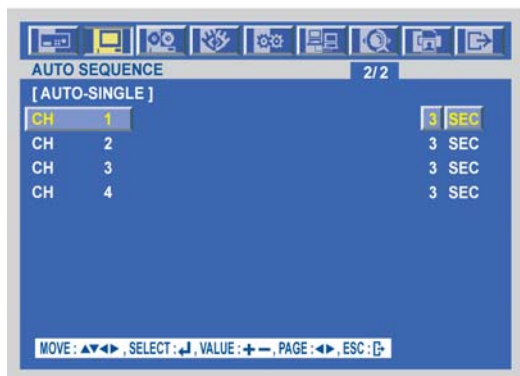 AUTO SEQUENCE 2/2
[ AUTO-SINGLE ]
CH 1 3 SEC
CH 2 3 SEC
CH 3 3 SEC
CH 4 3 SEC
MOVE : ▲▼◄► , SELECT : ↲ , VALUE : + − , PAGE : ◄► , ESC :